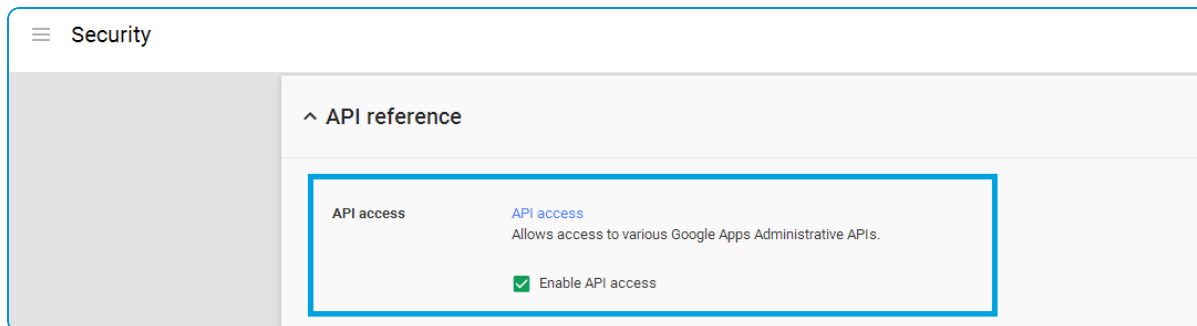 Security
API reference
API access
API access
Allows access to various Google Apps Administrative APIs.
Enable API access